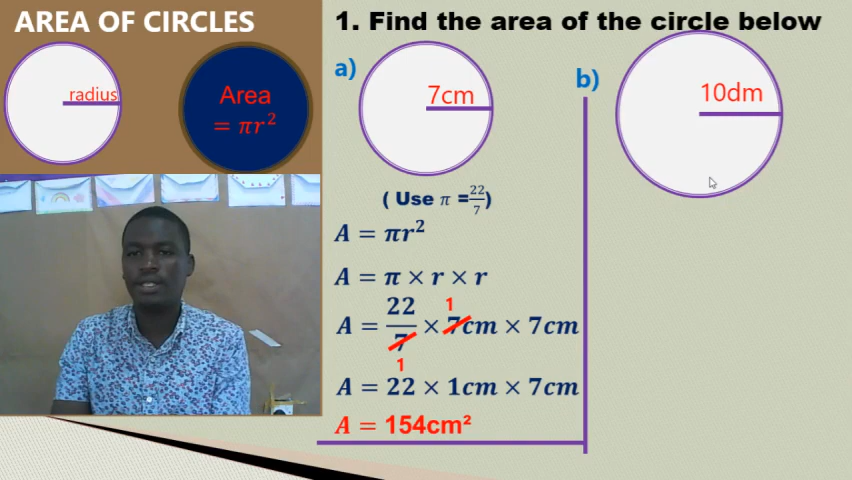 AREA OF CIRCLES
radius
Area
= πr²
1. Find the area of the circle below
a)
7cm
( Use π =22/7)
A = πr²
A = π × r × r
1
A = 22/7 × 7cm × 7cm
1
A = 22 × 1cm × 7cm
A = 154cm²
b)
10dm